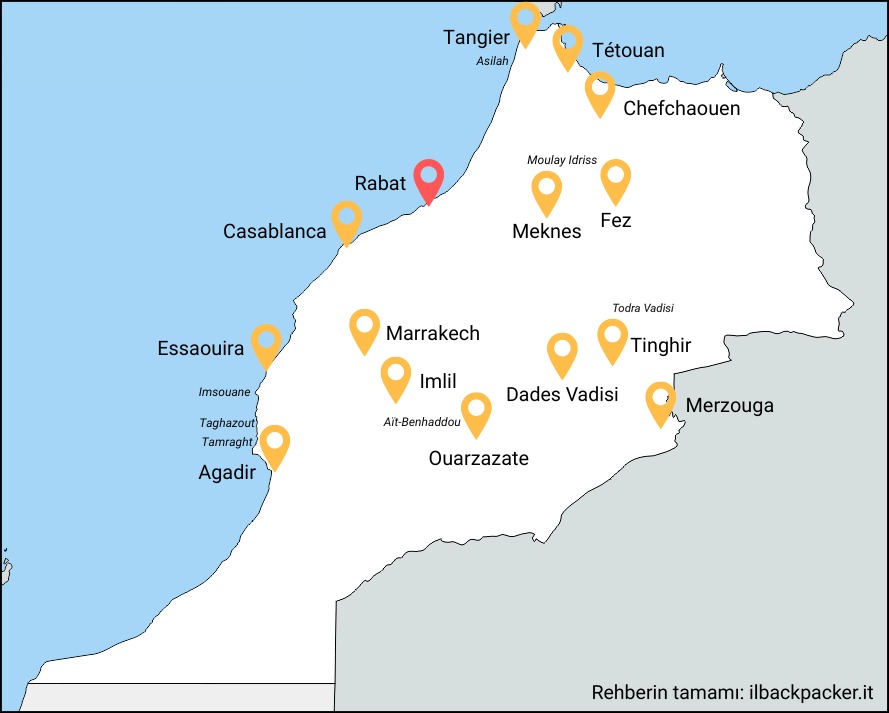 Tangier
Tétouan
Asilah
Chefchaouen
Moulay Idriss
Rabat
Fez
Casablanca
Meknes
Todra Vadisi
Marrakech
Tinghir
Essaouira
Imlil
Dades Vadisi
Imsouane
Merzouga
Taghazout
Aït-Benhaddou
Tamraght
Ouarzazate
Agadir
Rehberin tamamı: ilbackpacker.it